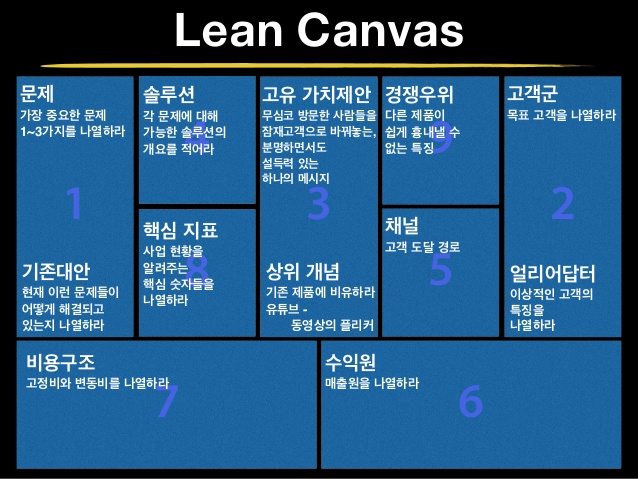 Lean Canvas
문제
가장 중요한 문제
1~3가지를 나열하라
1
기존대안
현재 이런 문제들이
어떻게 해결되고
있는지 나열하라
솔루션
각 문제에 대해
가능한 솔루션의
개요를 적어라
4
핵심 지표
사업 현황을
알려주는
핵심 숫자들을
나열하라
8
고유 가치제안
무심코 방문한 사람들을
잠재고객으로 바꿔놓는,
분명하면서도
설득력 있는
하나의 메시지
3
상위 개념
기존 제품에 비유하라
유튜브 -
동영상의 플리커
경쟁우위
다른 제품이
쉽게 흉내낼 수
없는 특징
9
채널
고객 도달 경로
5
고객군
목표 고객을 나열하라
2
얼리어답터
이상적인 고객의
특징을
나열하라
비용구조
고정비와 변동비를 나열하라
7
수익원
매출원을 나열하라
6